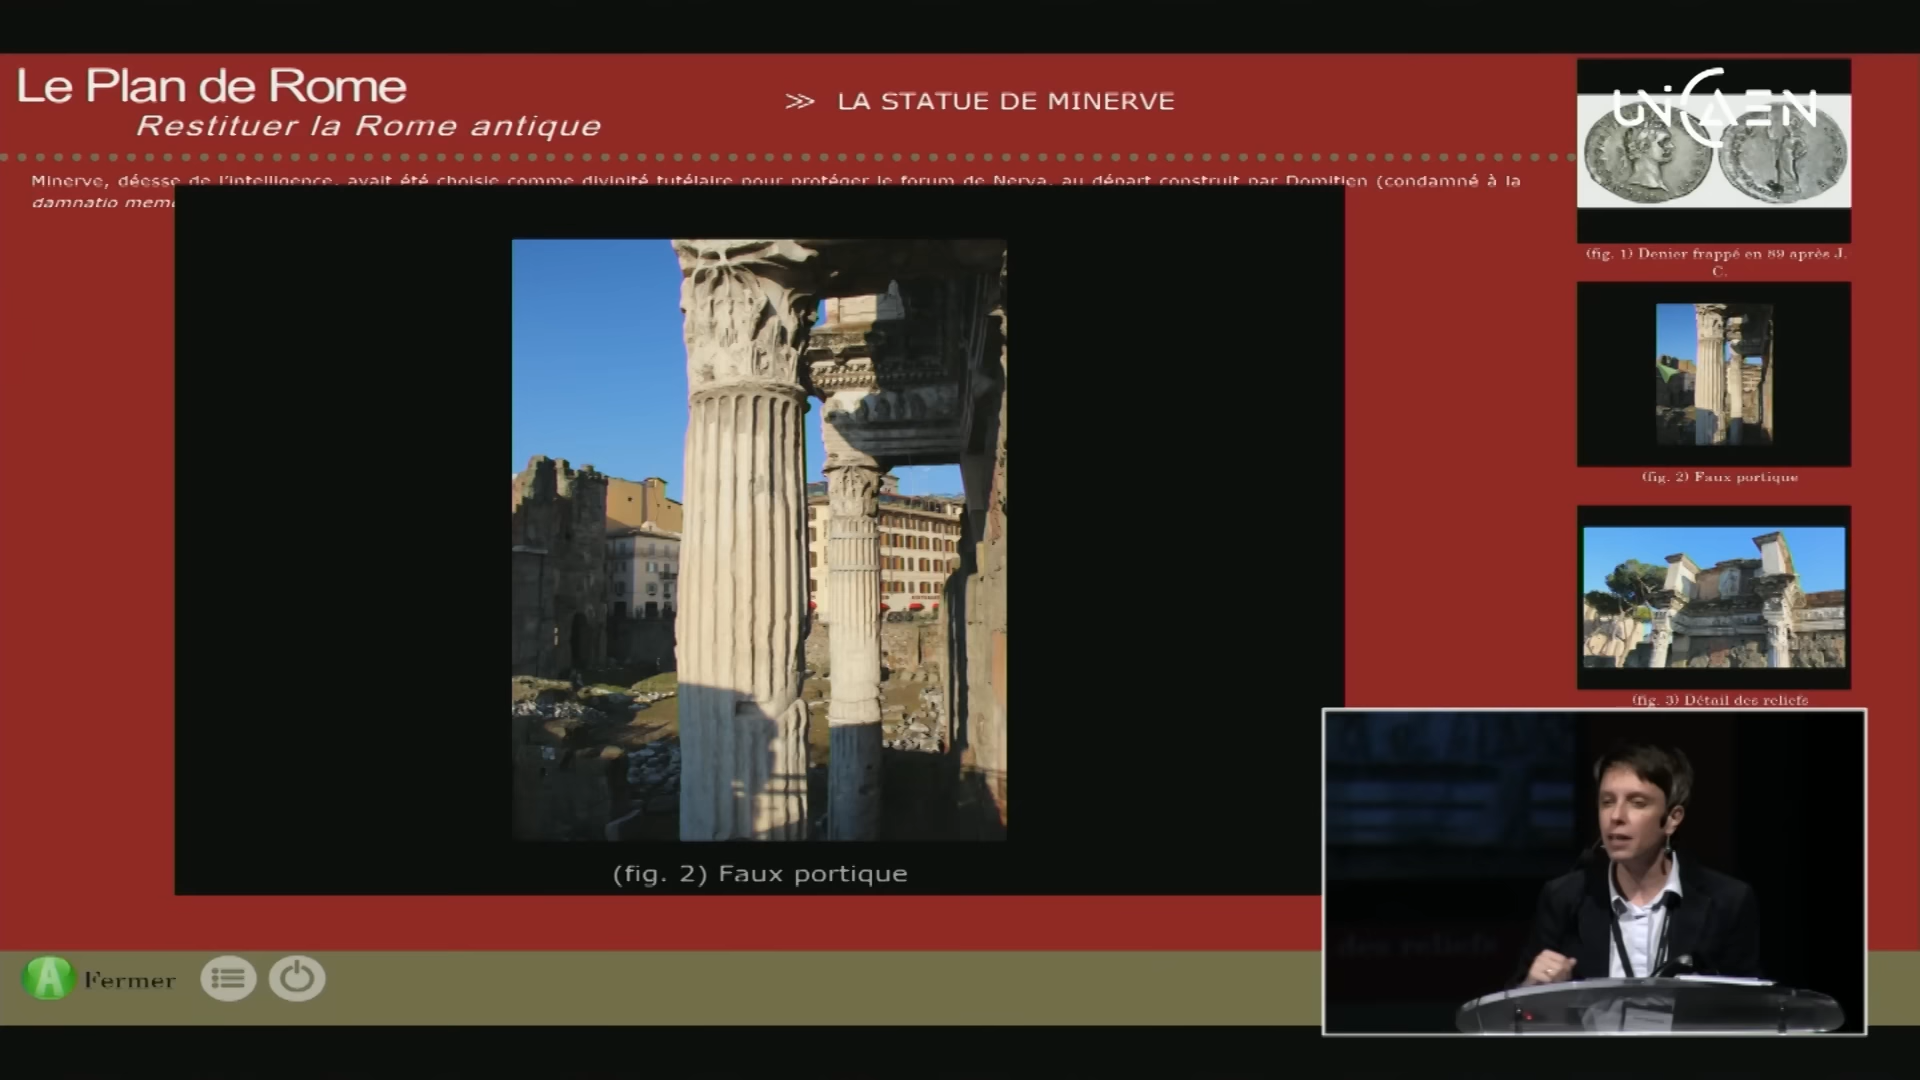 Le Plan de Rome
Restituer la Rome antique
>> LA STATUE DE MINERVE
UNICAEN
Minerve, déesse de l'intelligence, avait été choisie comme divinité tutélaire pour protéger le forum de Nerva, au départ construit par Domitien (condamné à la
damnatio
(fig. 1) Denier frappé en 89 après J.
C.
(fig. 2) Faux portique
(fig. 3) Détail des reliefs
(fig. 2) Faux portique
A Fermer
des reliefs